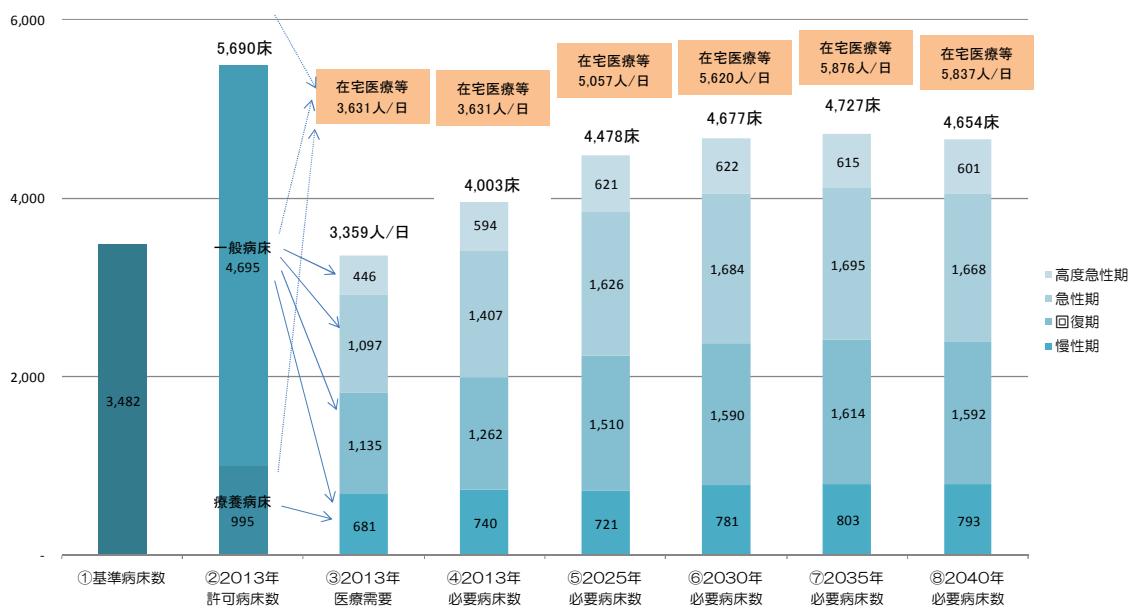 6,000
4,000
2,000
-
3,482
5,690床
一般病床
4,695
療養病床
995
在宅医療等
3,631人/日
3,359人/日
446
1,097
1,135
681
在宅医療等
3,631人/日
4,003床
594
1,407
1,262
740
在宅医療等
5,057人/日
4,478床
621
1,626
1,510
721
在宅医療等
5,620人/日
4,677床
622
1,684
1,590
781
在宅医療等
5,876人/日
4,727床
615
1,695
1,614
803
在宅医療等
5,837人/日
4,654床
601
1,668
1,592
793
高度急性期
急性期
回復期
慢性期
①基準病床数
②2013年
許可病床数
③2013年
医療需要
④2013年
必要病床数
⑤2025年
必要病床数
⑥2030年
必要病床数
⑦2035年
必要病床数
⑧2040年
必要病床数